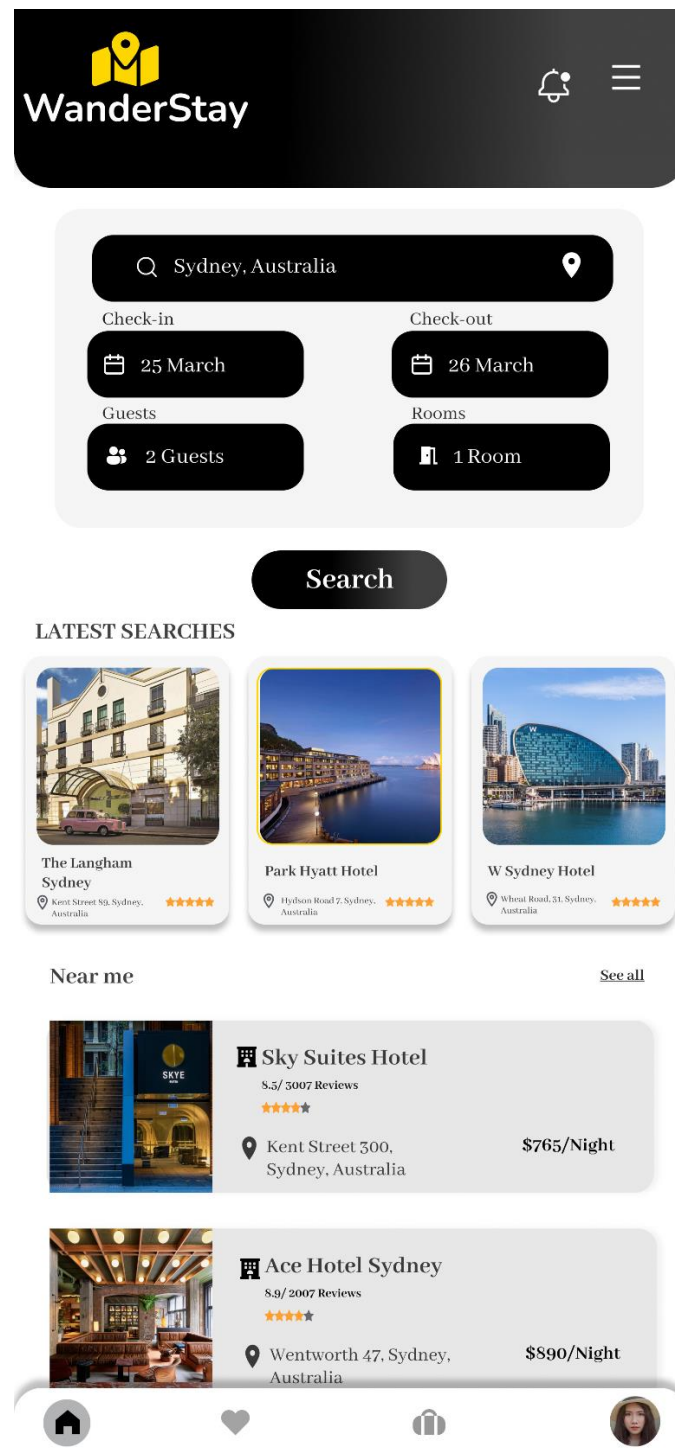 WanderStay
Sydney, Australia
Check-in
Check-out
25 March
26 March
Guests
Rooms
2 Guests
1 Room
Search
LATEST SEARCHES
W
The Langham
Sydney
Kent Street 89, Sydney,
Australia
Park Hyatt Hotel
Hydson Road 7, Sydney,
Australia
W Sydney Hotel
Wheat Road, 31, Sydney,
Australia
Near me
See all
SKYE
Sky Suites Hotel
8.5/ 3007 Reviews
Kent Street 300,
Sydney, Australia
$765/Night
Ace Hotel Sydney
8.9/ 2007 Reviews
Wentworth 47, Sydney,
Australia
$890/Night